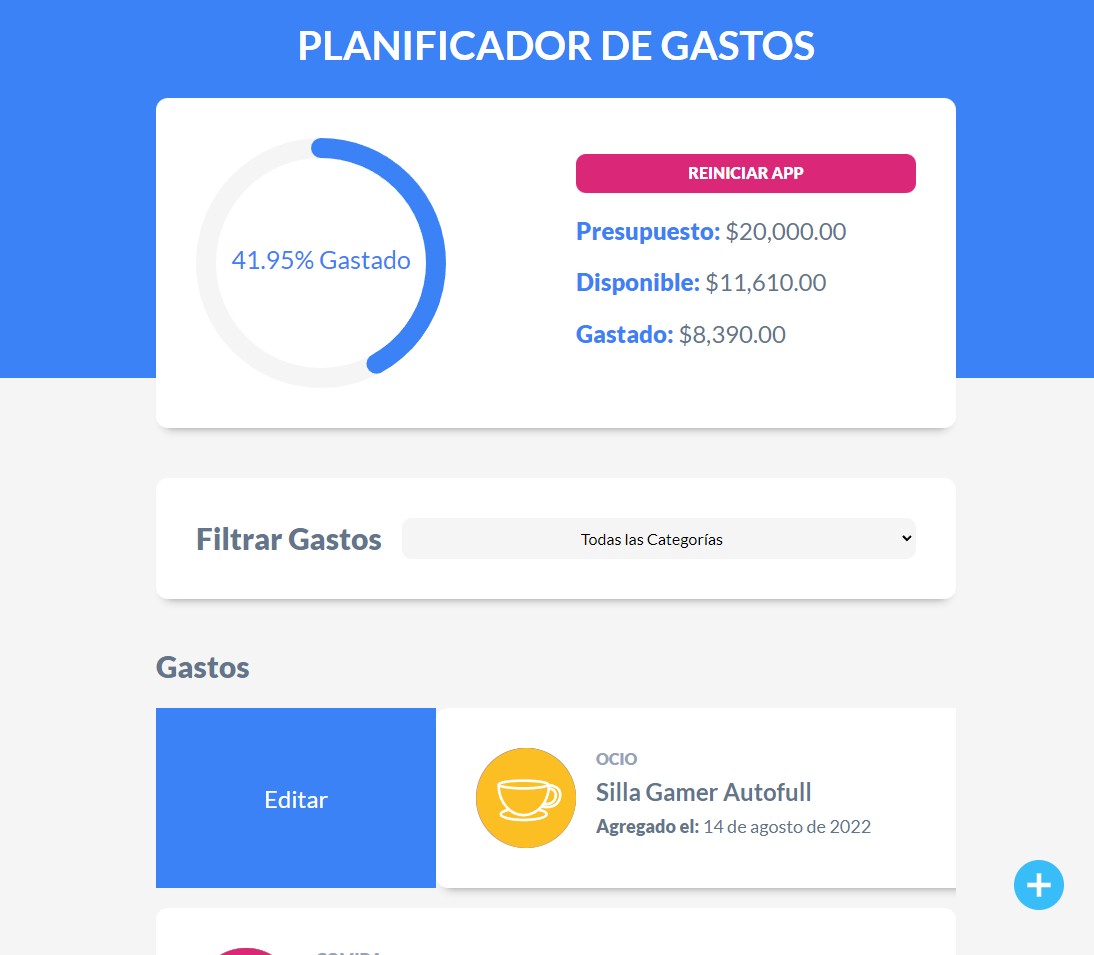 PLANIFICADOR DE GASTOS
41.95% Gastado
REINICIAR APP
Presupuesto: $20,000.00
Disponible: $11,610.00
Gastado: $8,390.00
Filtrar Gastos
Todas las Categorías
Gastos
Editar
OCIO
Silla Gamer Autofull
Agregado el: 14 de agosto de 2022